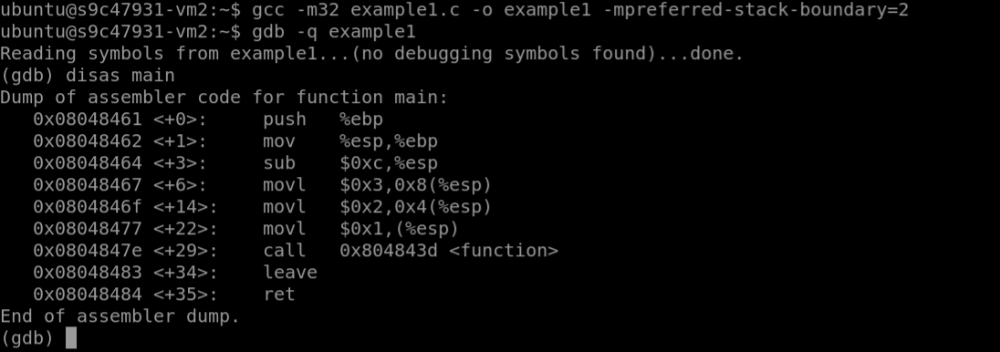 ubuntu@s9c47931-vm2:~$ gcc -m32 example1.c -o example1 -mpreferred-stack-boundary=2
ubuntu@s9c47931-vm2:~$ gdb -q example1
Reading symbols from example1...(no debugging symbols found)...done.
(gdb) disas main
Dump of assembler code for function main:
   0x08048461 <+0>:     push   %ebp
   0x08048462 <+1>:     mov    %esp,%ebp
   0x08048464 <+3>:     sub    $0xc,%esp
   0x08048467 <+6>:     movl   $0x3,0x8(%esp)
   0x0804846f <+14>:    movl   $0x2,0x4(%esp)
   0x08048477 <+22>:    movl   $0x1,(%esp)
   0x0804847e <+29>:    call   0x804843d <function>
   0x08048483 <+34>:    leave
   0x08048484 <+35>:    ret
End of assembler dump.
(gdb)